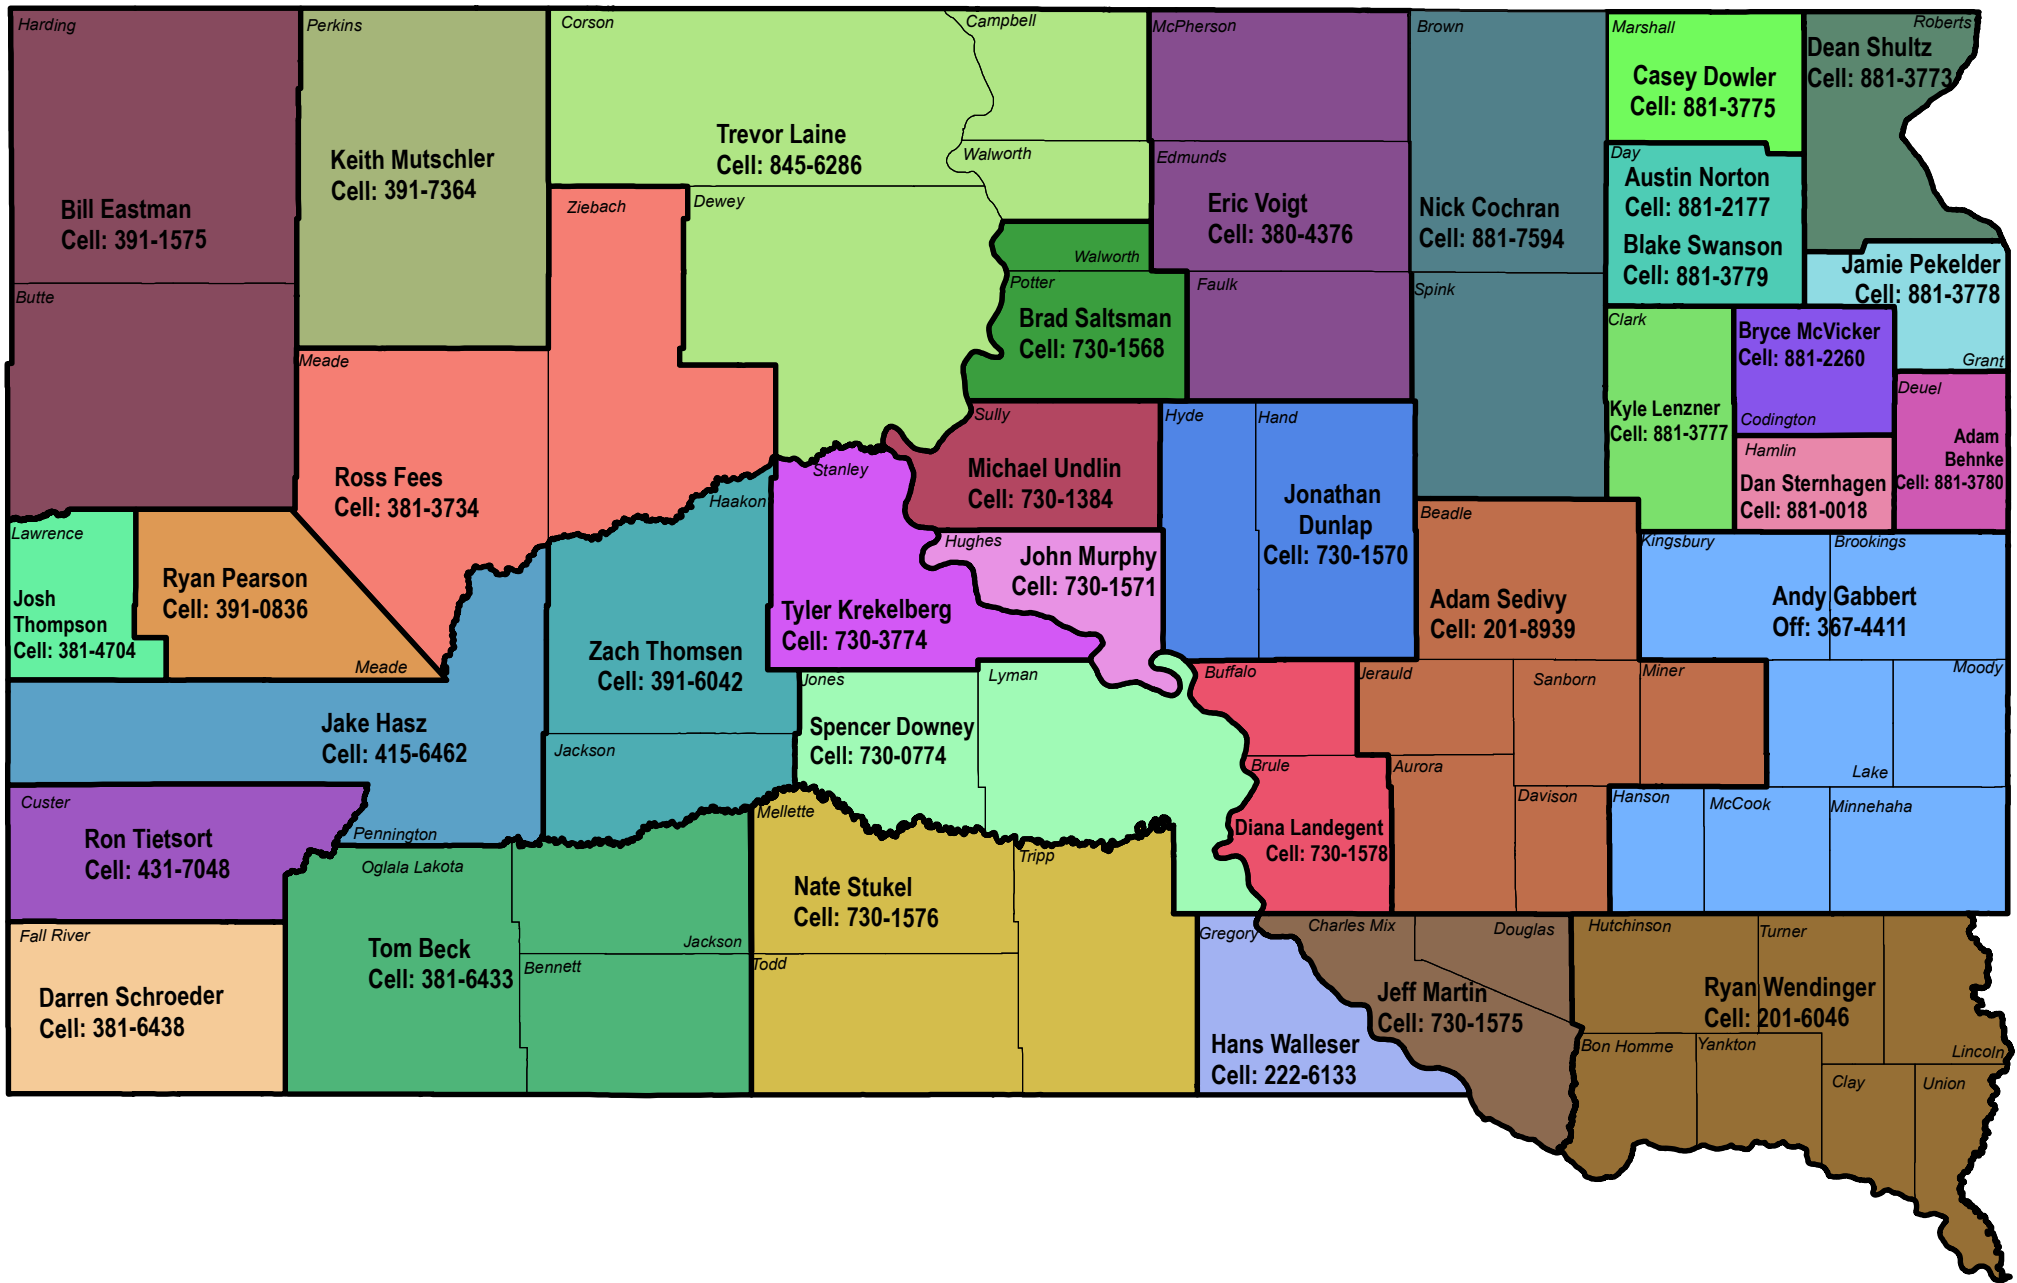 Harding
Perkins
Corson
Campbell
McPherson
Brown
Marshall
Roberts
Dean Shultz
Cell: 881-3773
Casey Dowler
Cell: 881-3775
Trevor Laine
Cell: 845-6286
Keith Mutschler
Cell: 391-7364
Walworth
Edmunds
Day
Austin Norton
Cell: 881-2177
Blake Swanson
Cell: 881-3779
Bill Eastman
Cell: 391-1575
Ziebach
Dewey
Eric Voigt
Cell: 380-4376
Nick Cochran
Cell: 881-7594
Walworth
Jamie Pekelder
Cell: 881-3778
Grant
Butte
Potter
Brad Saltsman
Cell: 730-1568
Faulk
Spink
Clark
Kyle Lenzner
Cell: 881-3777
Bryce McVicker
Cell: 881-2260
Codington
Meade
Ross Fees
Cell: 381-3734
Deuel
Adam
Behnke
Cell: 881-3780
Sully
Michael Undlin
Cell: 730-1384
Hyde
Hand
Jonathan
Dunlap
Cell: 730-1570
Hamlin
Dan Sternhagen
Cell: 881-0018
Stanley
Tyler Krekelberg
Cell: 730-3774
Haakon
Zach Thomsen
Cell: 391-6042
Jackson
Lawrence
Josh
Thompson
Cell: 381-4704
Ryan Pearson
Cell: 391-0836
Meade
Hughes
John Murphy
Cell: 730-1571
Beadle
Adam Sedivy
Cell: 201-8939
Kingsbury
Brookings
Andy Gabbert
Off: 367-4411
Jones
Lyman
Spencer Downey
Cell: 730-0774
Buffalo
Jerauld
Sanborn
Miner
Moody
Lake
Jake Hasz
Cell: 415-6462
Pennington
Brule
Diana Landegent
Cell: 730-1578
Aurora
Davison
Hanson
McCook
Minnehaha
Custer
Ron Tietsort
Cell: 431-7048
Oglala Lakota
Tom Beck
Cell: 381-6433
Jackson
Bennett
Mellette
Tripp
Nate Stukel
Cell: 730-1576
Todd
Fall River
Darren Schroeder
Cell: 381-6438
Gregory
Hans Walleser
Cell: 222-6133
Charles Mix
Douglas
Jeff Martin
Cell: 730-1575
Hutchinson
Turner
Ryan Wendinger
Cell: 201-6046
Lincoln
Bon Homme
Yankton
Clay
Union